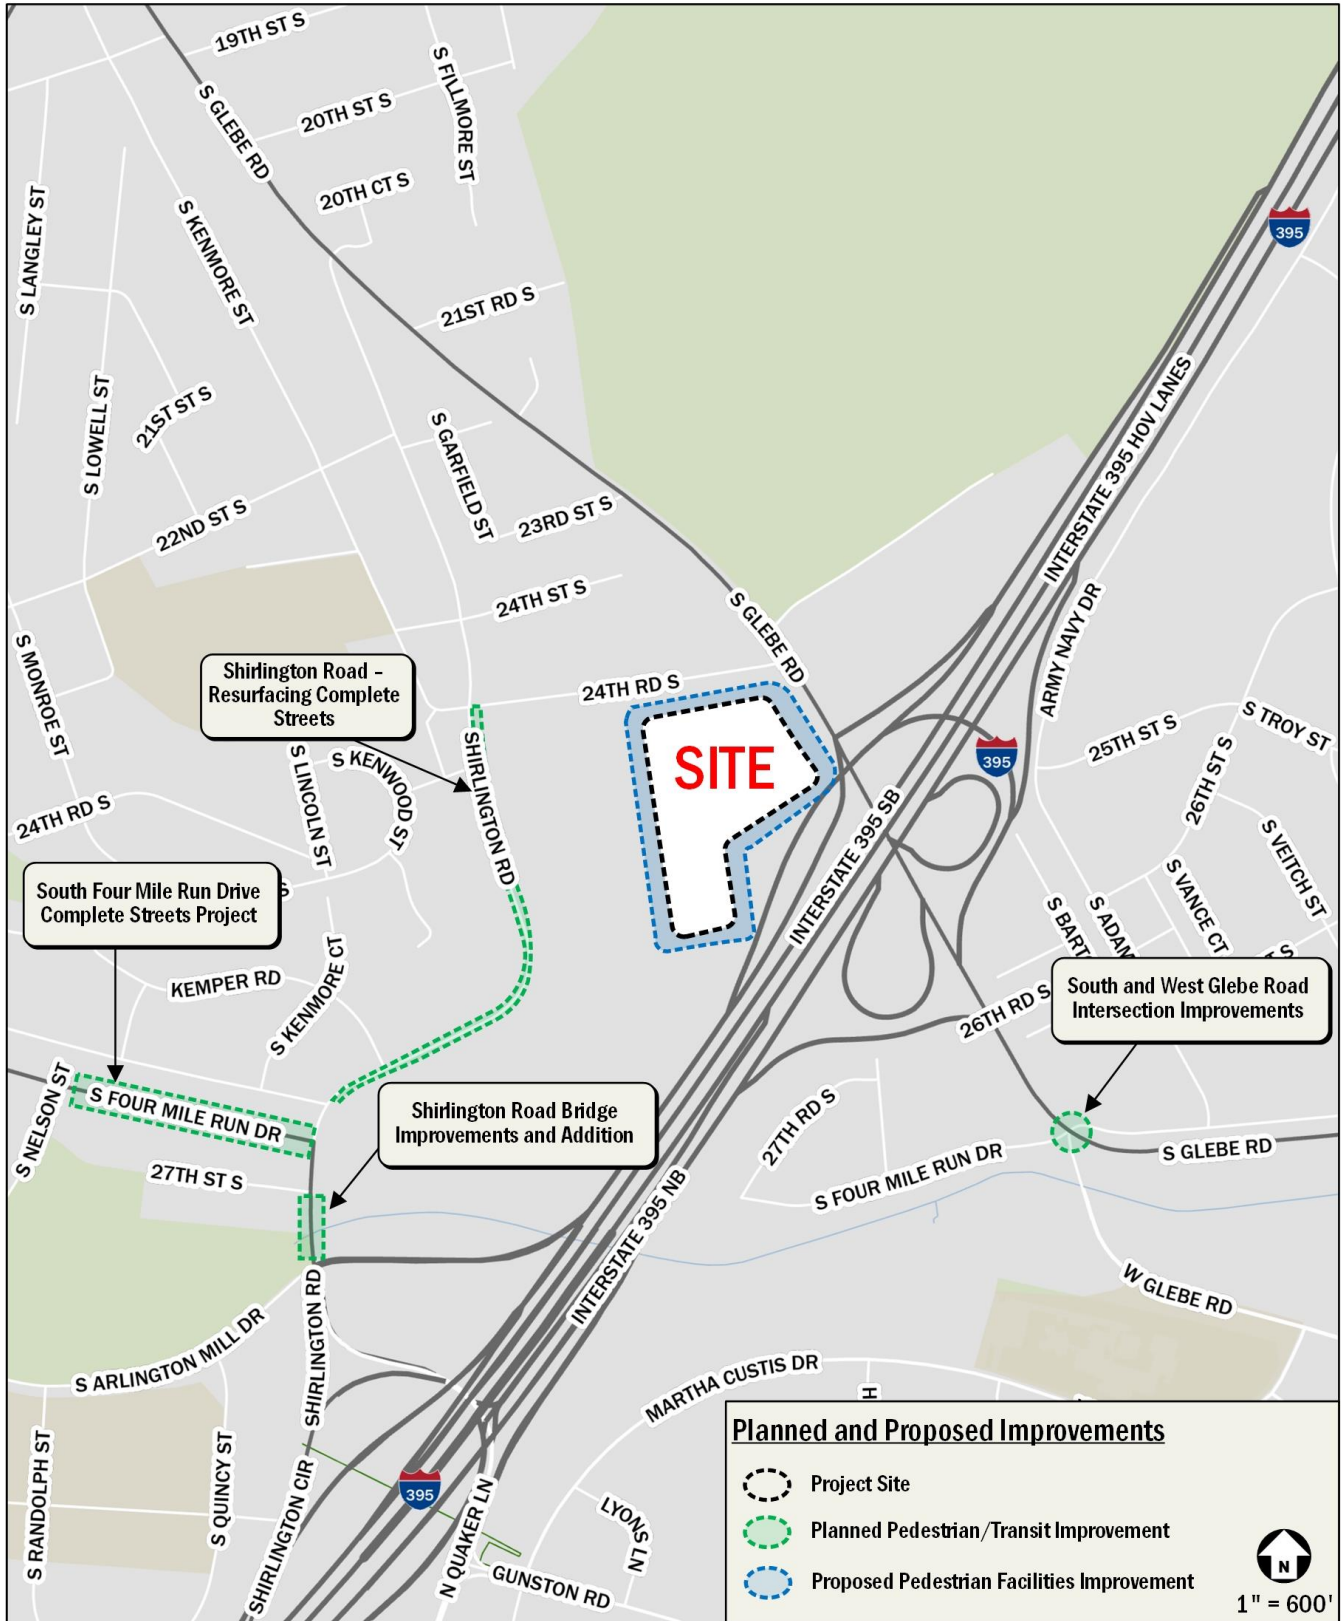 19TH ST S
S FILLMORE ST
S GLEBE RD
20TH ST S
20TH CT S
S LANGLEY ST
S KENMORE ST
395
21ST RD S
S LOWELL ST
21ST ST S
S GARFIELD ST
INTERSTATE 395 HOV LANES
22ND ST S
23RD ST S
24TH ST S
S GLEBE RD
ARMY NAVY DR
S MONROE ST
Shirlington Road –
Resurfacing Complete
Streets
24TH RD S
S TROY ST
25TH ST S
26TH ST S
S LINCOLN ST
S KENWOOD ST
SHIRLINGTON RD
SITE
395
24TH RD S
INTERSTATE 395 SB
S VEITCH ST
South Four Mile Run Drive
Complete Streets Project
S
S VANCE CT
S BART
S ADAM
S
KEMPER RD
S KENMORE CT
26TH RD S
South and West Glebe Road
Intersection Improvements
S NELSON ST
S FOUR MILE RUN DR
Shirlington Road Bridge
Improvements and Addition
27TH RD S
S FOUR MILE RUN DR
S GLEBE RD
27TH ST S
INTERSTATE 395 NB
W GLEBE RD
S ARLINGTON MILL DR
SHIRLINGTON RD
MARTHA CUSTIS DR
H
S RANDOLPH ST
S QUINCY ST
SHIRLINGTON CIR
395
N QUAKER LN
LYONS LN
GUNSTON RD
Planned and Proposed Improvements
Project Site
Planned Pedestrian/Transit Improvement
Proposed Pedestrian Facilities Improvement
N
1" = 600'